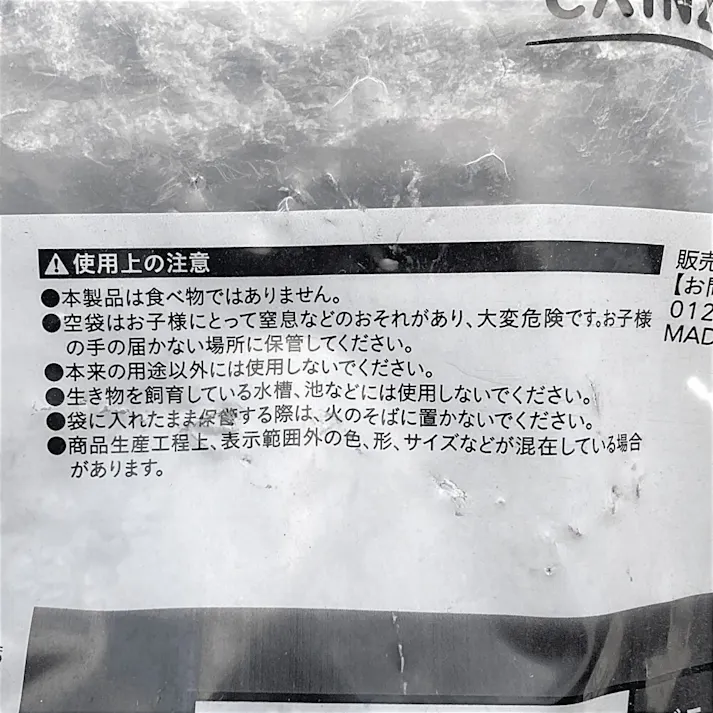 CAINZ
⚠使用上の注意
●本製品は食べ物ではありません。
●空袋はお子様にとって窒息などのおそれがあり、大変危険です。お子様
の手の届かない場所に保管してください。
●本来の用途以外には使用しないでください。
●生き物を飼育している水槽、池などには使用しないでください。
●袋に入れたまま保管する際は、火のそばに置かないでください。
●商品生産工程上、表示範囲外の色、形、サイズなどが混在している場合
があります。
販売
【お問
012
MAD